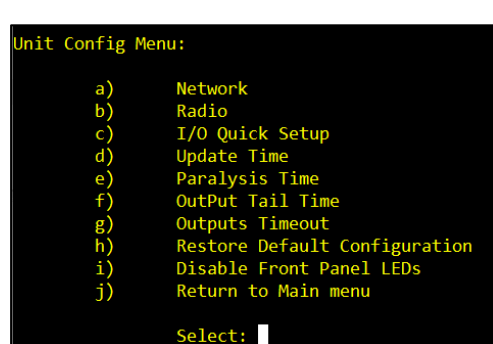 Unit Config Menu:
a) Network
b) Radio
c) I/O Quick Setup
d) Update Time
e) Paralysis Time
f) OutPut Tail Time
g) Outputs Timeout
h) Restore Default Configuration
i) Disable Front Panel LEDs
j) Return to Main menu
Select: